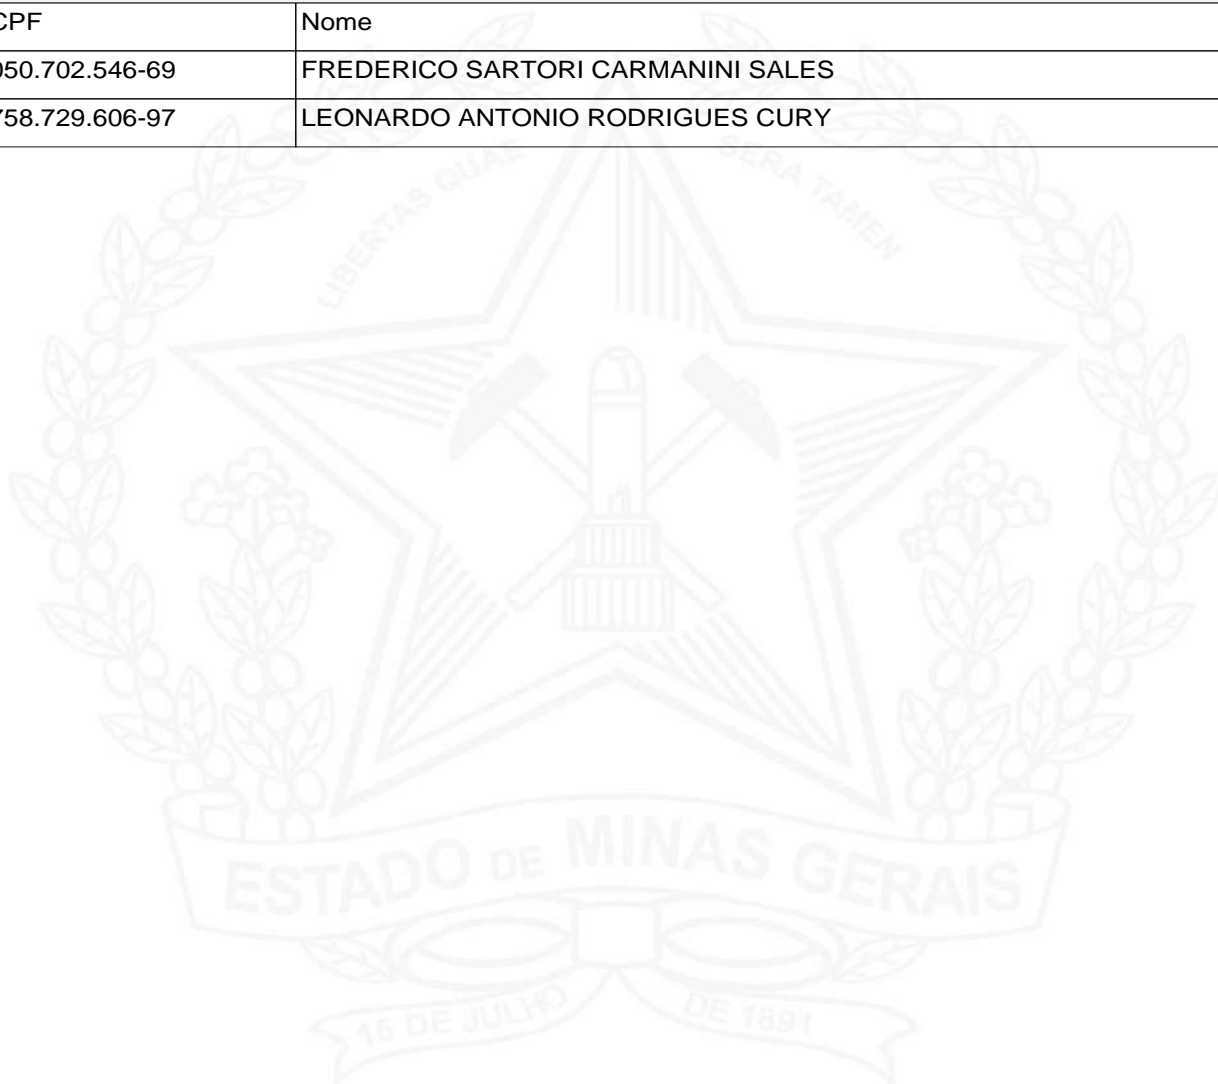 CPF Nome
050.702.546-69 FREDERICO SARTORI CARMANINI SALES
758.729.606-97 LEONARDO ANTONIO RODRIGUES CURY
LIBERTAS QUAE SERA TAMEN
ESTADO DE MINAS GERAIS
15 DE JULHO DE 1891